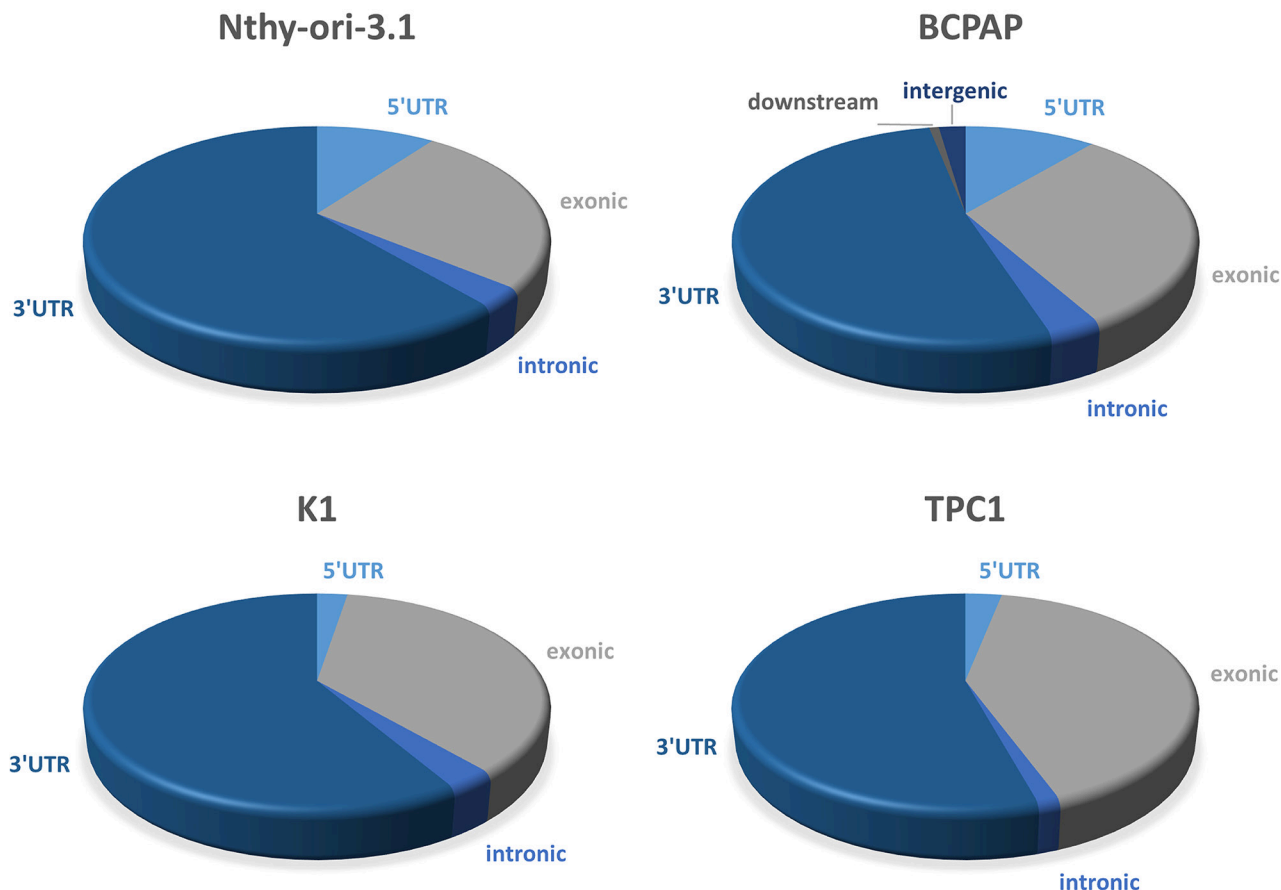 Nthy-ori-3.1
5'UTR
exonic
intronic
3'UTR
BCPAP
downstream
intergenic
5'UTR
exonic
intronic
3'UTR
K1
5'UTR
exonic
intronic
3'UTR
TPC1
5'UTR
exonic
intronic
3'UTR